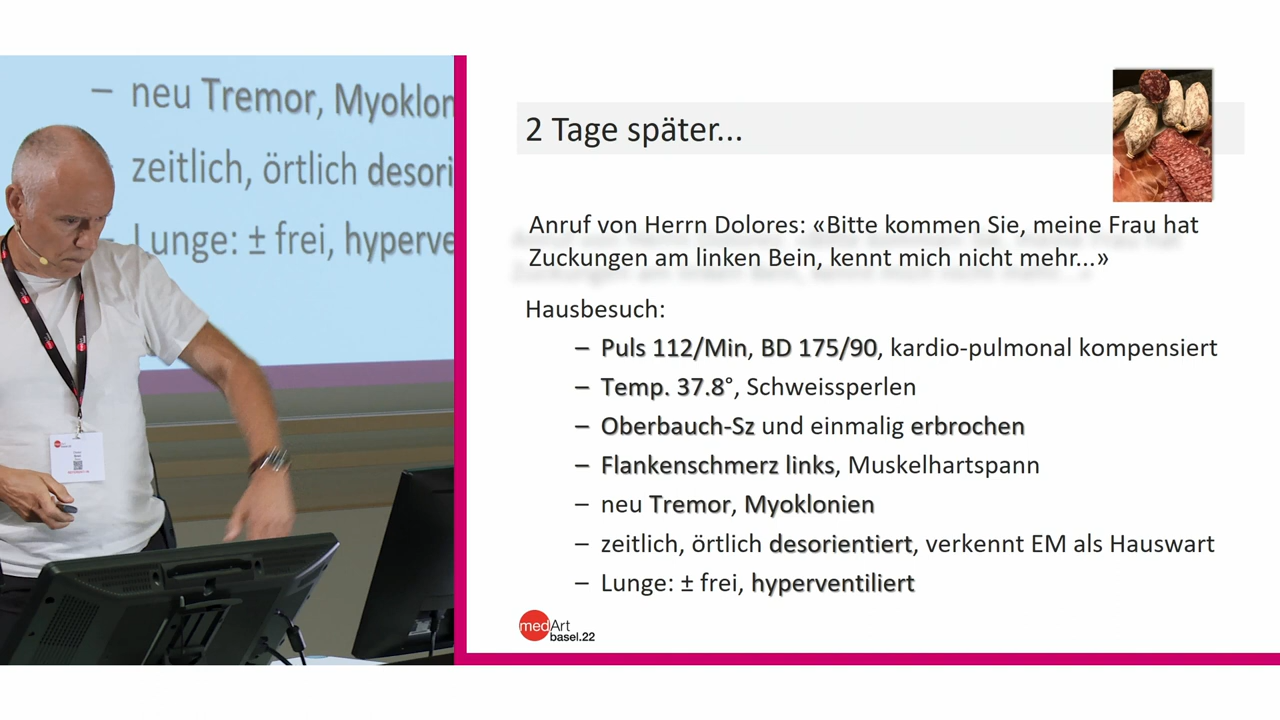 – neu Tremor, Myoklon
zeitlich, örtlich desori
Lunge: ± frei, hyperve
2 Tage später...
Anruf von Herrn Dolores: «Bitte kommen Sie, meine Frau hat
Zuckungen am linken Bein, kennt mich nicht mehr...»
Hausbesuch:
– Puls 112/Min, BD 175/90, kardio-pulmonal kompensiert
– Temp. 37.8°, Schweissperlen
– Oberbauch-Sz und einmalig erbrochen
– Flankenschmerz links, Muskelhartspann
– neu Tremor, Myoklonien
– zeitlich, örtlich desorientiert, verkennt EM als Hauswart
– Lunge: ± frei, hyperventiliert
medArt
basel.22